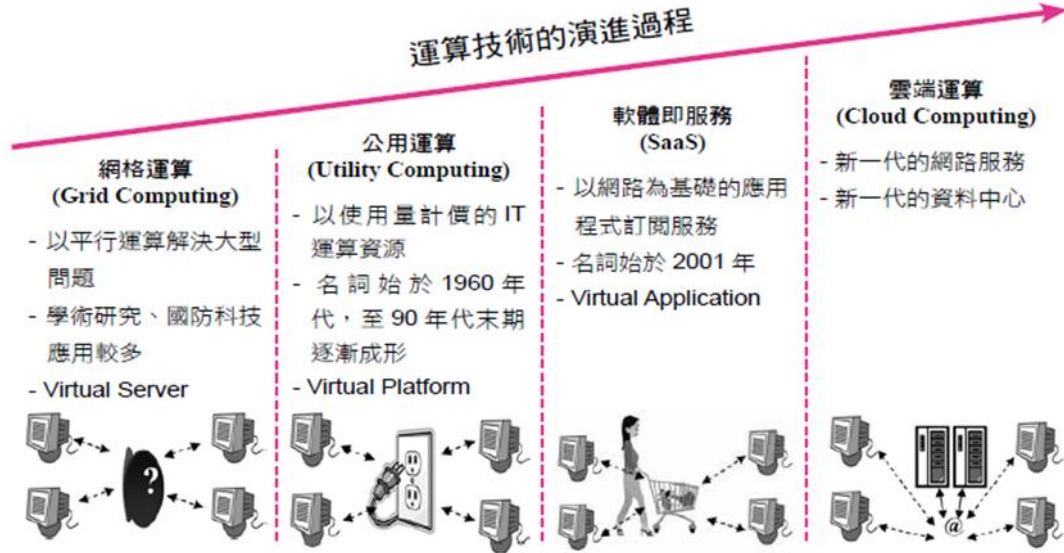 運算技術的演進過程
網格運算
(Grid Computing)
- 以平行運算解決大型
問題
- 學術研究、國防科技
應用較多
- Virtual Server
公用運算
(Utility Computing)
- 以使用量計價的 IT
運算資源
- 名詞始於 1960 年
代，至 90 年代末期
逐漸成形
- Virtual Platform
軟體即服務
(SaaS)
- 以網路為基礎的應用
程式訂閱服務
- 名詞始於 2001 年
- Virtual Application
雲端運算
(Cloud Computing)
- 新一代的網路服務
- 新一代的資料中心
?
@